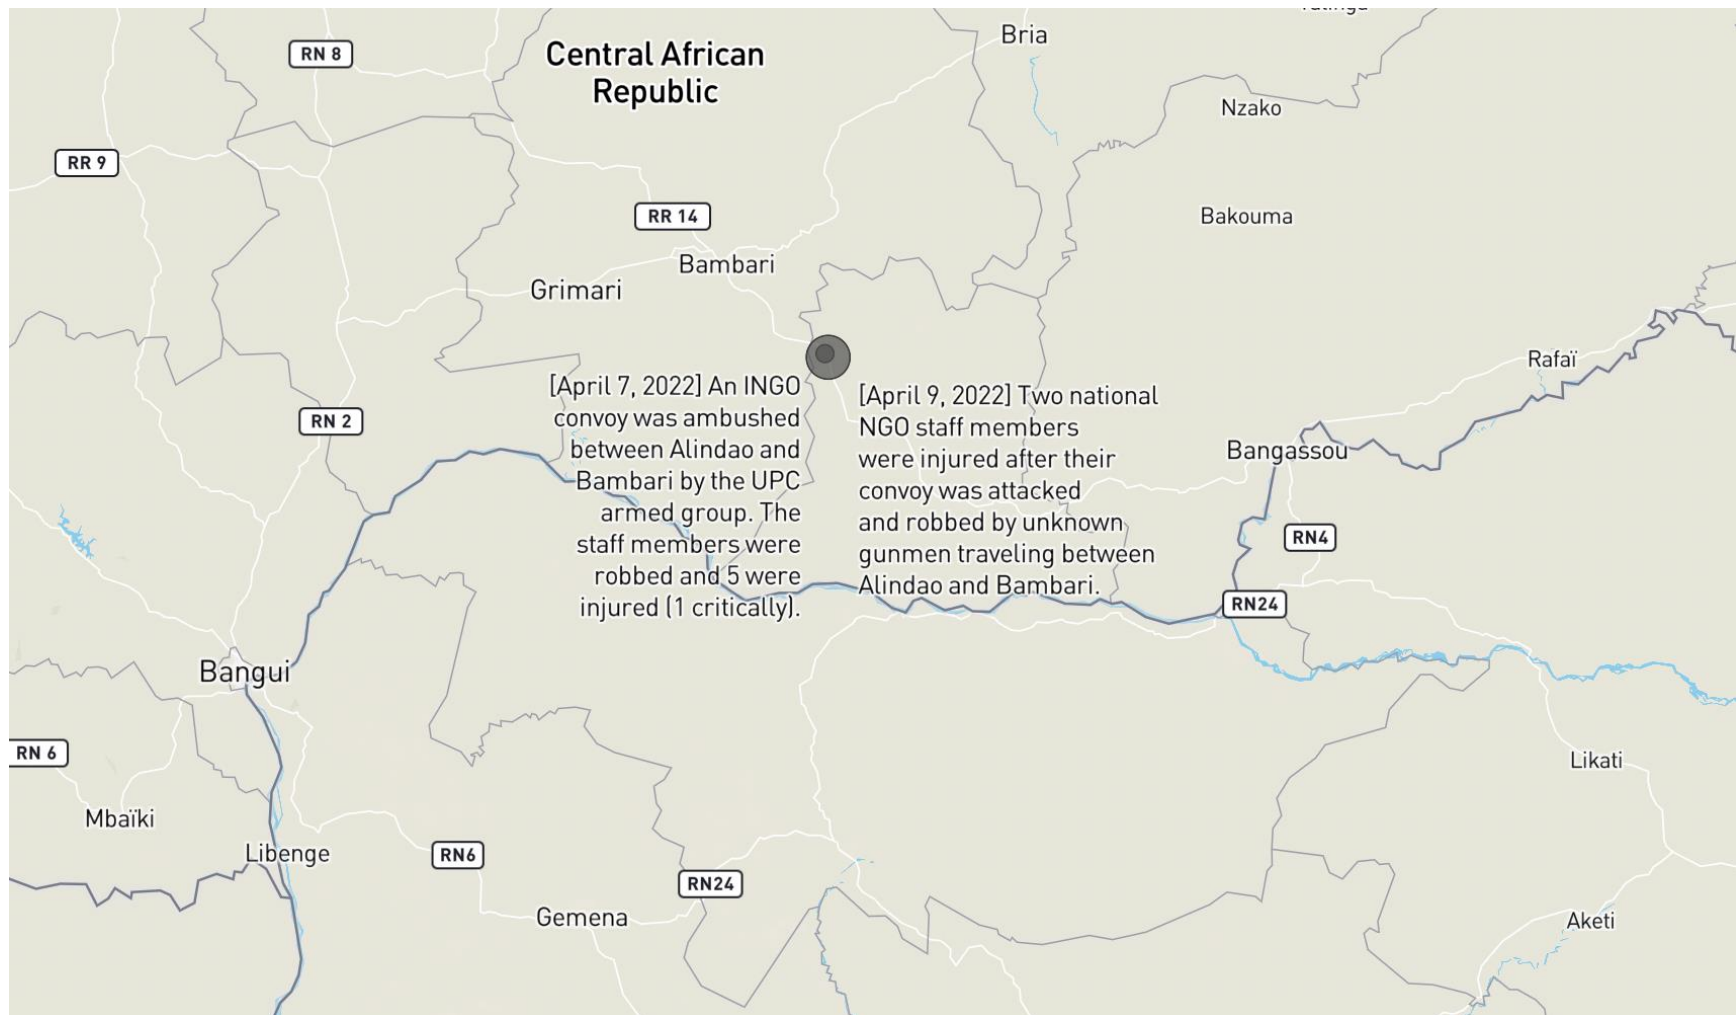 RN 8
Central African
Republic
Bria
Nzako
RR 9
RR 14
Bakouma
Bambari
Grimari
Rafaï
[April 7, 2022] An INGO
convoy was ambushed
between Alindao and
Bambari by the UPC
armed group. The
staff members were
robbed and 5 were
injured (1 critically).
[April 9, 2022] Two national
NGO staff members
were injured after their
convoy was attacked
and robbed by unknown
gunmen traveling between
Alindao and Bambari.
RN 2
Bangassou
RN4
RN24
Bangui
RN 6
Likati
Mbaïki
Libenge
RN6
RN24
Gemena
Aketi